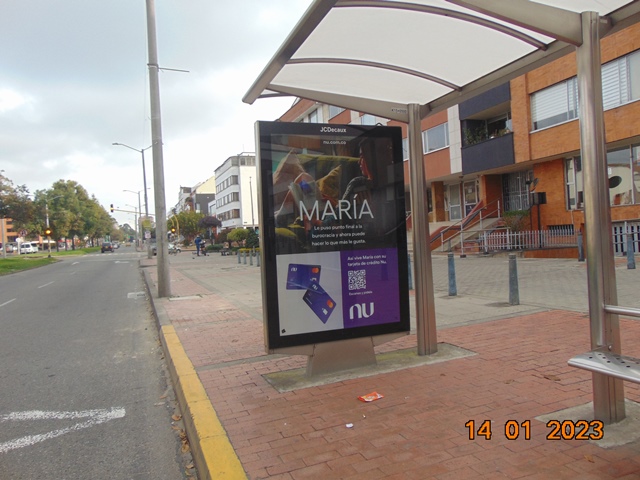 JCDecaux
MARÍA
Le puso punto final a la
burocracia y ahora puede
hacer lo que más le gusta.
Así vive María con su
tarjeta de crédito Nu.
nu
14 01 2023